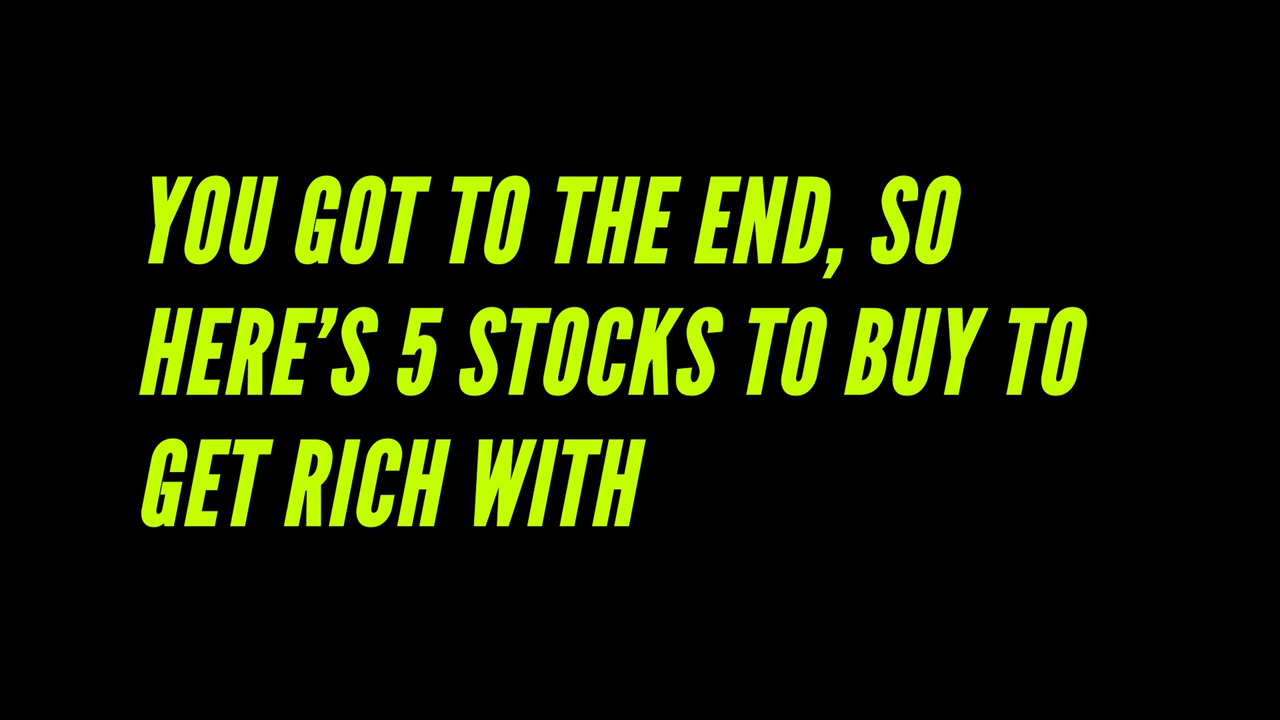 YOU GOT TO THE END, SO
HERE’S 5 STOCKS TO BUY TO
GET RICH WITH